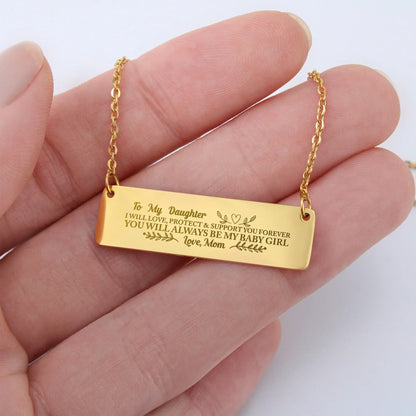 To My Daughter
I WILL LOVE, PROTECT & SUPPORT YOU FOREVER
YOU WILL ALWAYS BE MY BABY GIRL
Love, Mom